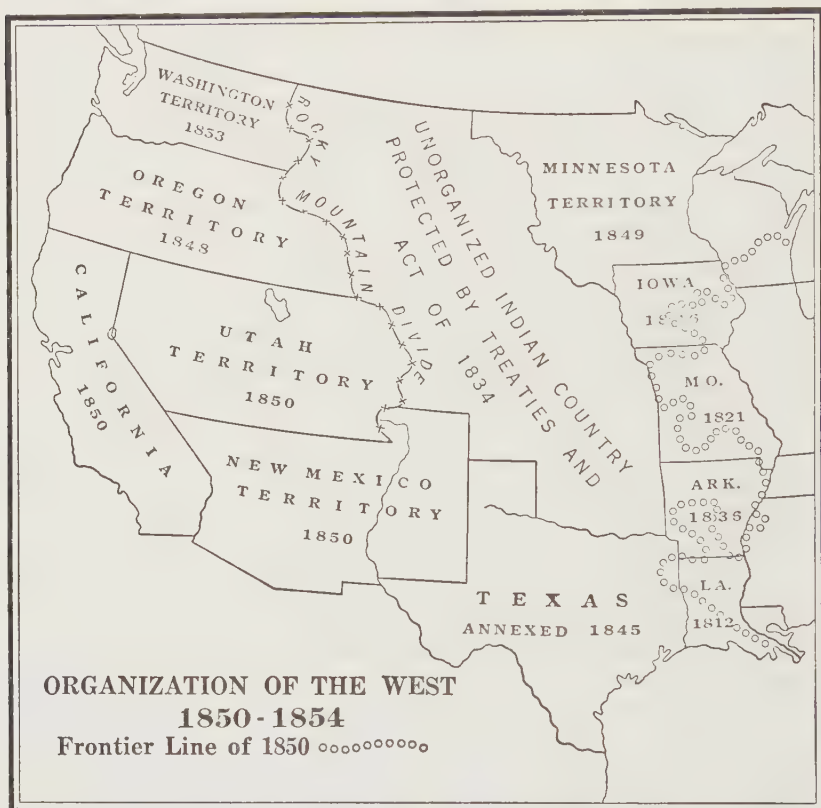 WASHINGTON
TERRITORY
1853
ROCKY MOUNTAIN DIVIDE
OREGON
TERRITORY
1848
UNORGANIZED INDIAN COUNTRY
PROTECTED BY TREATIES AND
ACT OF 1834
MINNESOTA
TERRITORY
1849
IOWA
CALIFORNIA
1850
UTAH
TERRITORY
1850
MO.
1821
NEW MEXICO
TERRITORY
1850
ARK.
1836
TEXAS
ANNEXED 1845
LA.
1812
ORGANIZATION OF THE WEST
1850-1854
Frontier Line of 1850